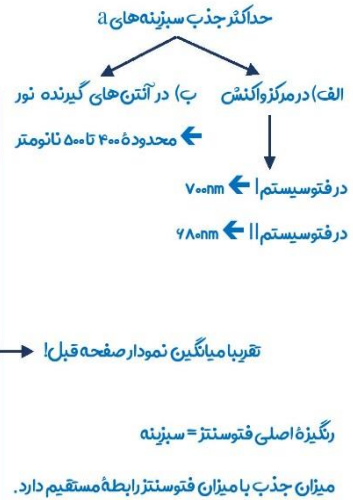 حداکثر جذب سبزینه‌های a
الف) در مرکز واکنش ب) در آنتن‌های گیرنده نور
← محدودهٔ ۴۰۰ تا ۵۰۰ نانومتر
در فتوسیستم I ← ۷۰۰nm
در فتوسیستم II ← ۶۸۰nm
تقریبا میانگین نمودار صفحه قبل!
رنگیزهٔ اصلی فتوسنتز = سبزینه
میزان جذب با میزان فتوسنتز رابطهٔ مستقیم دارد.